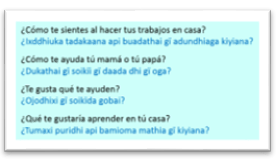 ¿Cómo te sientes al hacer tus trabajos en casa?
¿Ixddhiuka tadakaana api buadathai gi adundhiaga kiyiana?
¿Cómo te ayuda tú mamá o tú papá?
¿Dukathai gi soikii gi daada dhi gi oga?
¿Te gusta qué te ayuden?
¿Ojodhixi gi soikida gobai?
¿Qué te gustaría aprender en tú casa?
¿Tumaxi puridhi api bamioma mathia gi kiyiana?